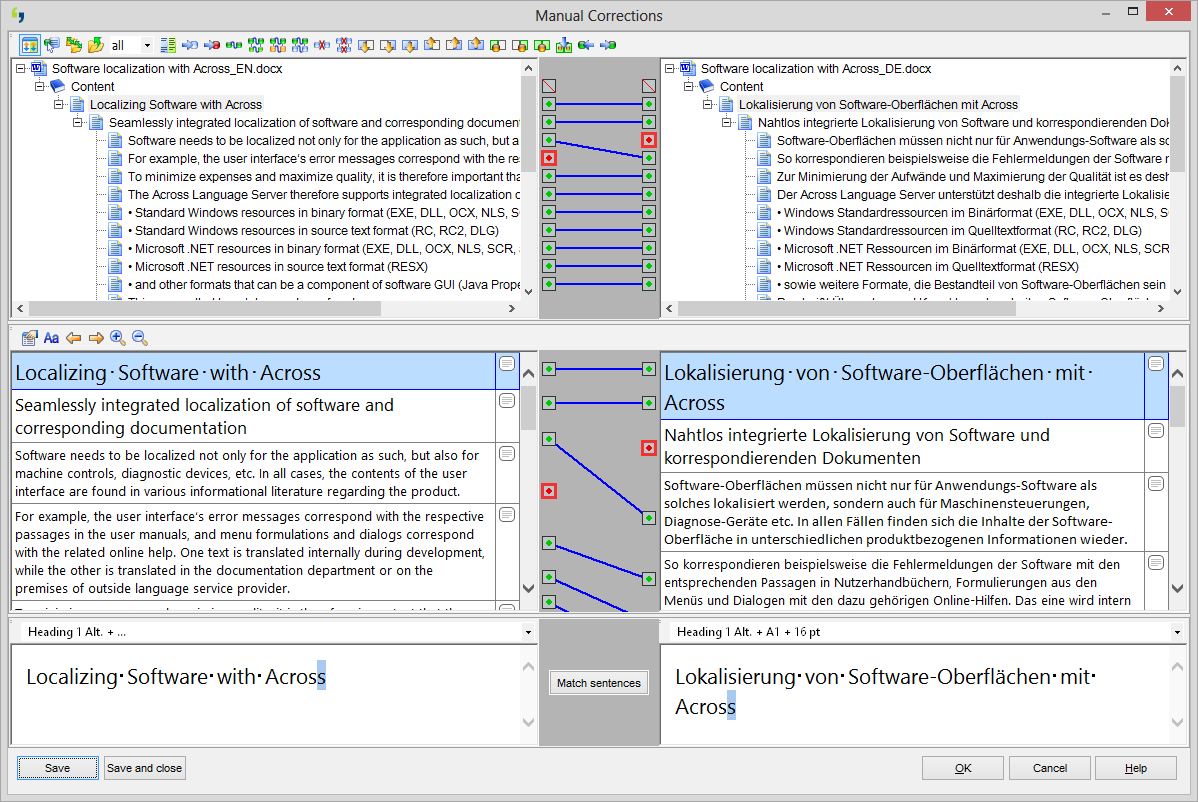 Manual Corrections
all
Software localization with Across_EN.docx
Content
Localizing Software with Across
Seamlessly integrated localization of software and corresponding documen
Software needs to be localized not only for the application as such, but a
For example, the user interface's error messages correspond with the re
To minimize expenses and maximize quality, it is therefore important tha
The Across Language Server therefore supports integrated localization o
• Standard Windows resources in binary format (EXE, DLL, OCX, NLS, S
• Standard Windows resources in source text format (RC, RC2, DLG)
• Microsoft .NET resources in binary format (EXE, DLL, OCX, NLS, SCR,
• Microsoft .NET resources in source text format (RESX)
• and other formats that can be a component of software GUI (Java Prope
Software localization with Across_DE.docx
Content
Lokalisierung von Software-Oberflächen mit Across
Nahtlos integrierte Lokalisierung von Software und korrespondierenden Dok
Software-Oberflächen müssen nicht nur für Anwendungs-Software als sc
So korrespondieren beispielsweise die Fehlermeldungen der Software m
Zur Minimierung der Aufwände und Maximierung der Qualität ist es desh
Der Across Language Server unterstützt deshalb die integrierte Lokalisie
• Windows Standardressourcen im Binärformat (EXE, DLL, OCX, NLS, S
• Windows Standardressourcen im Quelltextformat (RC, RC2, DLG)
• Microsoft .NET Ressourcen im Binärformat (EXE, DLL, OCX, NLS, SCR
• Microsoft .NET Ressourcen im Quelltextformat (RESX)
• sowie weitere Formate, die Bestandteil von Software-Oberflächen sein
Aa
Localizing· Software· with· Across
Seamlessly integrated localization of software and
corresponding documentation
Software needs to be localized not only for the application as such, but also for
machine controls, diagnostic devices, etc. In all cases, the contents of the user
interface are found in various informational literature regarding the product.
For example, the user interface's error messages correspond with the respective
passages in the user manuals, and menu formulations and dialogs correspond
with the related online help. One text is translated internally during development,
while the other is translated in the documentation department or on the
premises of outside language service provider.
Lokalisierung· von· Software-Oberflächen· mit·
Across
Nahtlos integrierte Lokalisierung von Software und
korrespondierenden Dokumenten
Software-Oberflächen müssen nicht nur für Anwendungs-Software als
solches lokalisiert werden, sondern auch für Maschinensteuerungen,
Diagnose-Geräte etc. In allen Fällen finden sich die Inhalte der Software-
Oberfläche in unterschiedlichen produktbezogenen Informationen wieder.
So korrespondieren beispielsweise die Fehlermeldungen der Software mit den
entsprechenden Passagen in Nutzerhandbüchern, Formulierungen aus den
Menüs und Dialogen mit den dazu gehörigen Online-Hilfen. Das eine wird intern
Heading 1 Alt. + ...
Localizing· Software· with· Across
Match sentences
Heading 1 Alt. + A1 + 16 pt
Lokalisierung· von· Software-Oberflächen· mit·
Across
Save
Save and close
OK
Cancel
Help